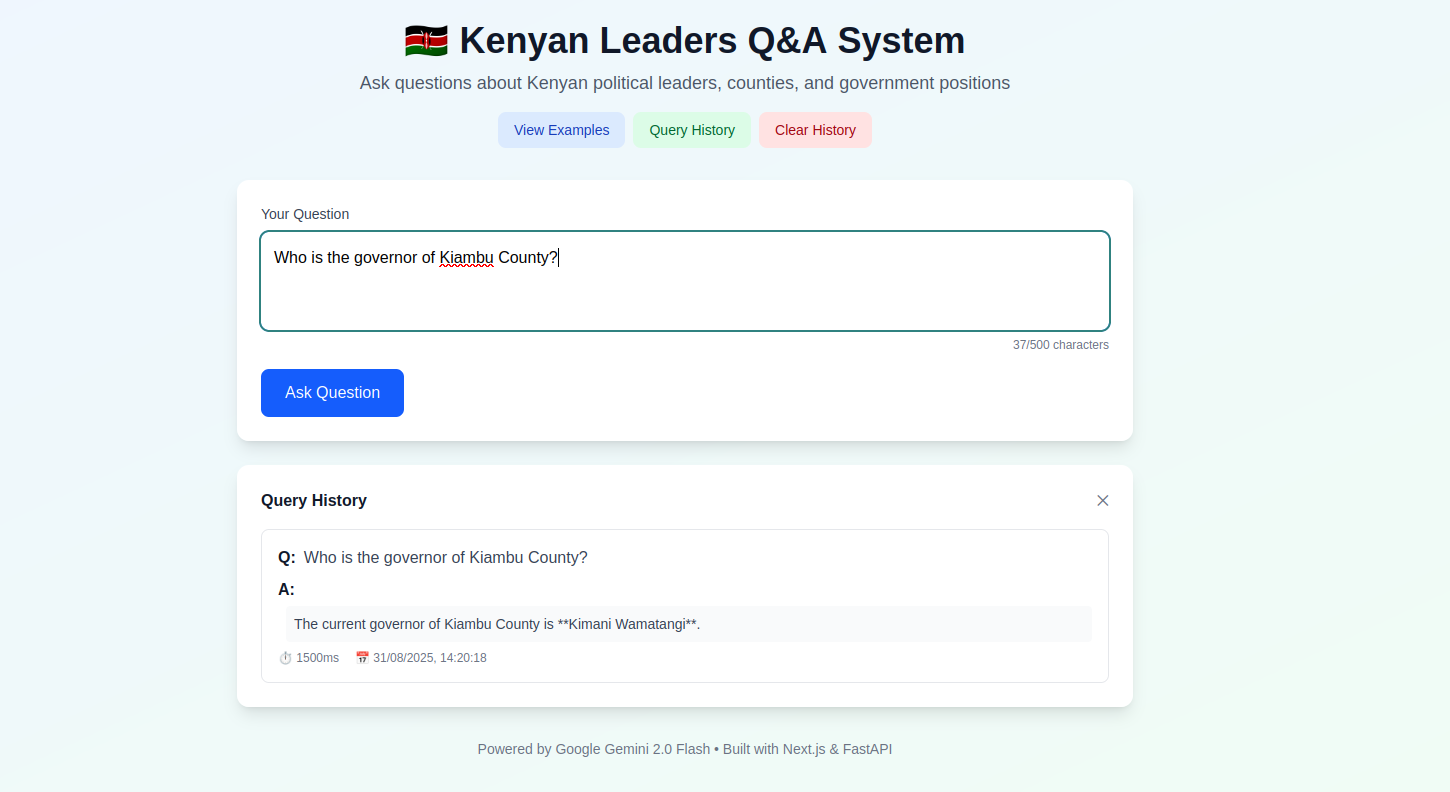 🇰🇪 Kenyan Leaders Q&A System
Ask questions about Kenyan political leaders, counties, and government positions
View Examples Query History Clear History
Your Question
Who is the governor of Kiambu County?
37/500 characters
Ask Question
Query History
Q: Who is the governor of Kiambu County?
A:
The current governor of Kiambu County is **Kimani Wamatangi**.
⏱️ 1500ms 📅 31/08/2025, 14:20:18
Powered by Google Gemini 2.0 Flash • Built with Next.js & FastAPI